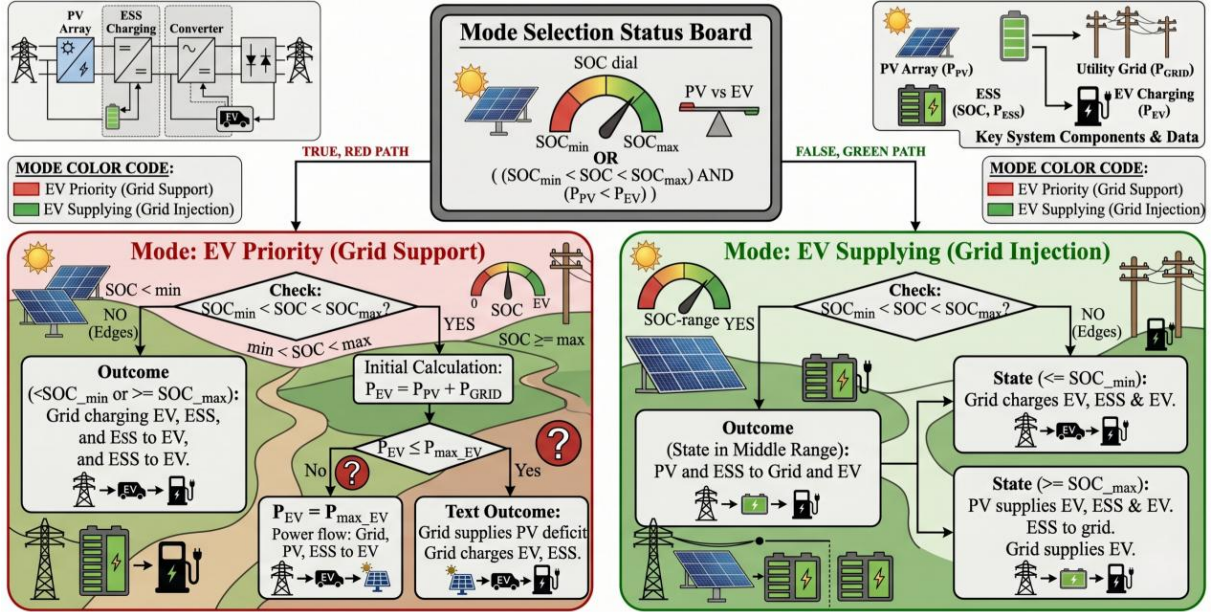 PV
Array
ESS
Charging
Converter
EV
Mode Selection Status Board
SOC dial
PV vs EV
SOCmin
SOCmax
OR
( (SOCmin < SOC < SOCmax) AND
(PPV < PEV) )
PV Array (PPV)
Utility Grid (PGRID)
ESS
(SOC, PESS)
EV Charging
(PEV)
Key System Components & Data
TRUE, RED PATH
FALSE, GREEN PATH
MODE COLOR CODE:
EV Priority (Grid Support)
EV Supplying (Grid Injection)
MODE COLOR CODE:
EV Priority (Grid Support)
EV Supplying (Grid Injection)
Mode: EV Priority (Grid Support)
SOC < min
Check:
SOCmin < SOC < SOCmax?
0
SOC
EV
NO
(Edges)
YES
min < SOC < max
SOC >= max
Outcome
(<SOC_min or >= SOC_max):
Grid charging EV, ESS,
and ESS to EV,
and ESS to EV.
EV
Initial Calculation:
PEV = PPV + PGRID
PEV ≤ Pmax_EV
No
?
Yes
?
PEV = Pmax_EV
Power flow: Grid,
PV, ESS to EV
EV
Text Outcome:
Grid supplies PV deficit
Grid charges EV, ESS.
EV
Mode: EV Supplying (Grid Injection)
SOC-range
YES
Check:
SOCmin < SOC < SOCmax?
NO
(Edges)
Outcome
(State in Middle Range):
PV and ESS to Grid and EV
State (<= SOC_min):
Grid charges EV, ESS & EV.
EV
State (>= SOC_max):
PV supplies EV, ESS & EV.
ESS to grid.
Grid supplies EV.